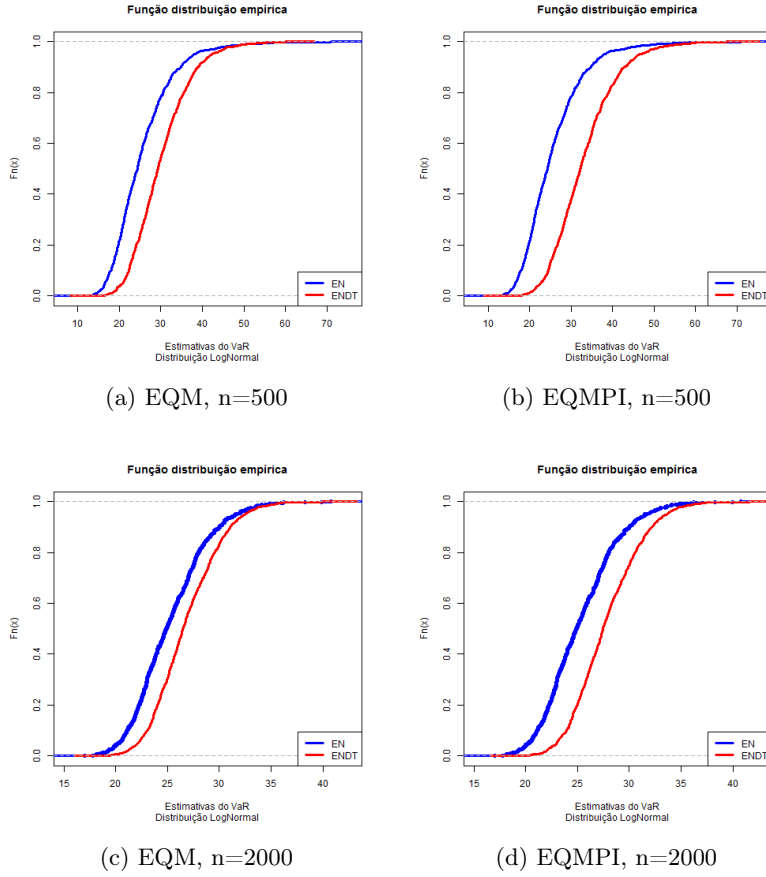 Função distribuição empírica
Fn(x)
1.0
0.8
0.6
0.4
0.2
0.0
10 20 30 40 50 60 70
EN
ENDT
Estimativas do VaR
Distribuição LogNormal
(a) EQM, n=500
Função distribuição empírica
Fn(x)
1.0
0.8
0.6
0.4
0.2
0.0
10 20 30 40 50 60 70
EN
ENDT
Estimativas do VaR
Distribuição LogNormal
(b) EQMPI, n=500
Função distribuição empírica
Fn(x)
1.0
0.8
0.6
0.4
0.2
0.0
15 20 25 30 35 40
EN
ENDT
Estimativas do VaR
Distribuição LogNormal
(c) EQM, n=2000
Função distribuição empírica
Fn(x)
1.0
0.8
0.6
0.4
0.2
0.0
15 20 25 30 35 40
EN
ENDT
Estimativas do VaR
Distribuição LogNormal
(d) EQMPI, n=2000